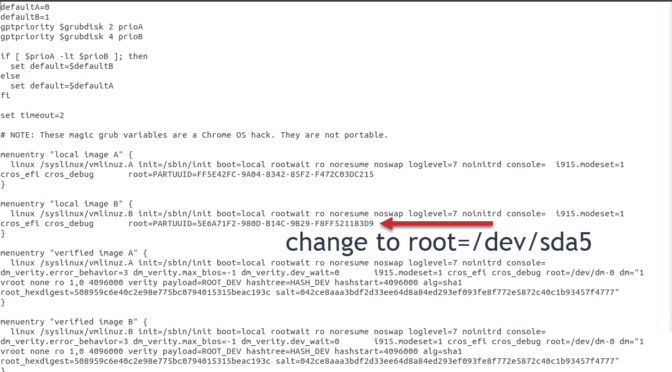 defaultA=0
defaultB=1
gptpriority $grubdisk 2 prioA
gptpriority $grubdisk 4 prioB
if [ $prioA -lt $prioB ]; then
set default=$defaultB
else
set default=$defaultA
fi
set timeout=2
# NOTE: These magic grub variables are a Chrome OS hack. They are not portable.
menuentry "local image A" {
linux /syslinux/vmlinuz.A init=/sbin/init boot=local rootwait ro noresume noswap loglevel=7 noinitrd console= i915.modeset=1
cros_efi cros_debug root=PARTUUID=FF5E42FC-9A04-8342-85F2-F472C03DC215
}
menuentry "local image B" {
linux /syslinux/vmlinuz.B init=/sbin/init boot=local rootwait ro noresume noswap loglevel=7 noinitrd console= i915.modeset=1
cros_efi cros_debug root=PARTUUID=5E6A71F2-980D-B14C-9B29-F8FF521183D9
}
change to root=/dev/sda5
menuentry "verified image A" {
linux /syslinux/vmlinuz.A init=/sbin/init boot=local rootwait ro noresume noswap loglevel=7 noinitrd console=
dm_verity.error_behavior=3 dm_verity.max_bios=-1 dm_verity.dev_wait=0 i915.modeset=1 cros_efi cros_debug root=/dev/dm-0 dm="1
vroot none ro 1,0 4096000 verity payload=ROOT_DEV hashtree=HASH_DEV hashstart=4096000 alg=sha1
root_hexdigest=508959c6e40c2e98e775bc0794015315beac193c salt=042ce8aaa3bdf2d33ee64d8a84ed293ef093fe8f772e5872c40c1b93457f4777"
}
menuentry "verified image B" {
linux /syslinux/vmlinuz.B init=/sbin/init boot=local rootwait ro noresume noswap loglevel=7 noinitrd console=
dm_verity.error_behavior=3 dm_verity.max_bios=-1 dm_verity.dev_wait=0 i915.modeset=1 cros_efi cros_debug root=/dev/dm-0 dm="1
vroot none ro 1,0 4096000 verity payload=ROOT_DEV hashtree=HASH_DEV hashstart=4096000 alg=sha1
root_hexdigest=508959c6e40c2e98e775bc0794015315beac193c salt=042ce8aaa3bdf2d33ee64d8a84ed293ef093fe8f772e5872c40c1b93457f4777"
}